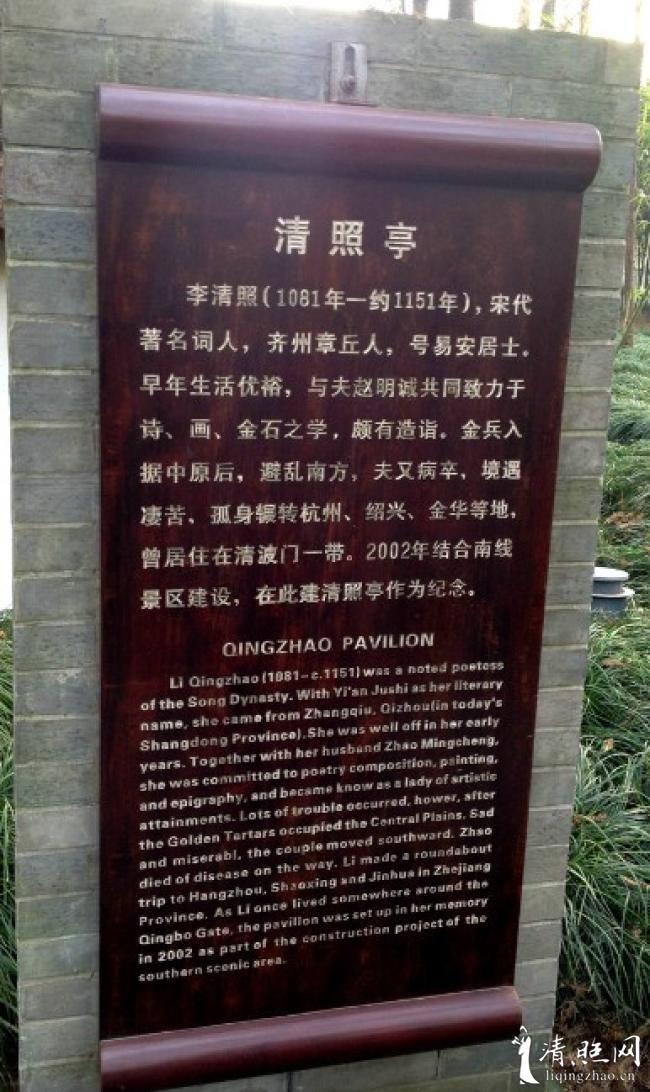 清照亭
李清照(1081年一约1151年),宋代
著名词人,齐州章丘人,号易安居士。
早年生活优裕,与夫赵明诚共同致力于
诗、画、金石之学,颇有造诣。金兵入
据中原后,避乱南方,夫又病卒,境遇
凄苦,孤身辗转杭州、绍兴、金华等地,
曾居住在清波门一带。2002年结合南线
景区建设,在此建清照亭作为纪念。
QINGZHAO PAVILION
Li Qingzhao(1081-c.1151)was a noted poetess
of the Song Dynasty. With Yi'an Jushi as her literary
name, she came from Zhangqiu, Qizhou(in today's
Shangdong Province).She was well off in her early
years. Together with her husband Zhao Mingcheng,
she was committed to poetry composition, painting,
and epigraphy, and became know as a lady of artistic
attainments. Lots of trouble occurred, hower, after
the Golden Tartars occupied the Central Plains. Sad
and miserabl, the couple moved southward. Zhao
died of disease on the way. Li made a roundabout
trip to Hangzhou, Shaoxing and Jinhua in Zhejiang
Province. As Li once lived somewhere around the
Qingbo Gate, the pavilion was set up in her memory
in 2002 as part of the construction project of the
southern scenic area.
清照网
liqingzhao.cn